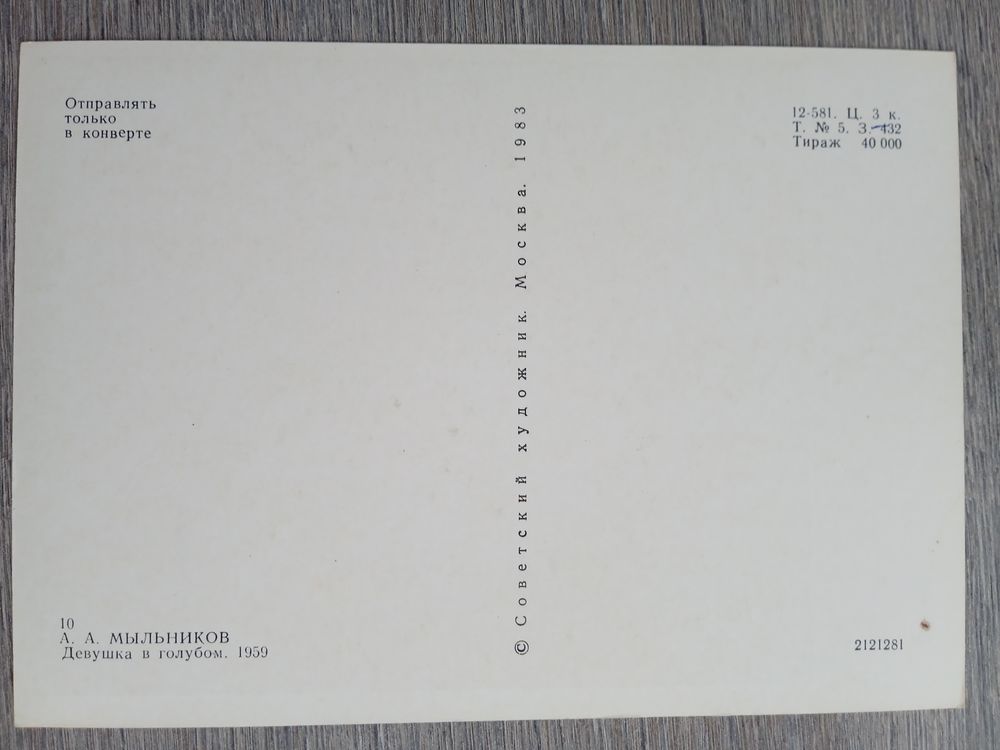 Отправлять
только
в конверте
12-581. Ц. 3 к.
Т. № 5. З. 432
Тираж 40 000
© Советский художник. Москва. 1983
10
А. А. МЫЛЬНИКОВ
Девушка в голубом. 1959
2121281